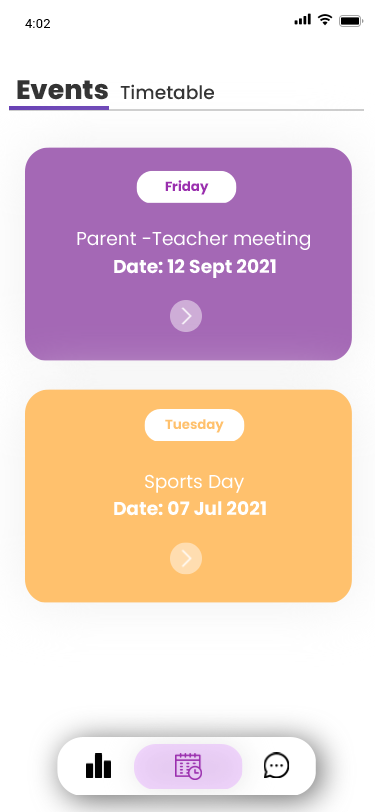 4:02
Events Timetable
Friday
Parent -Teacher meeting
Date: 12 Sept 2021
Tuesday
Sports Day
Date: 07 Jul 2021